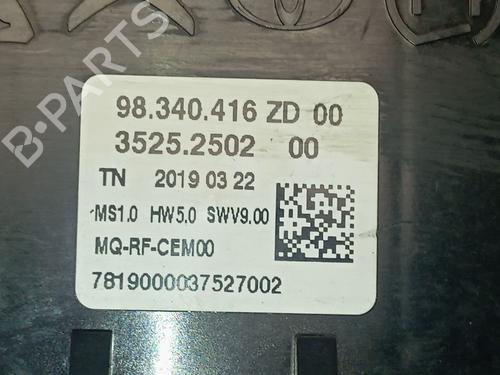 98.340.416 ZD 00
3525.2502 00
TN 2019 03 22
-MS1.0 HW5.0 SWV9.00
MQ-RF-CEM00
7819000037527002
B-PARTS